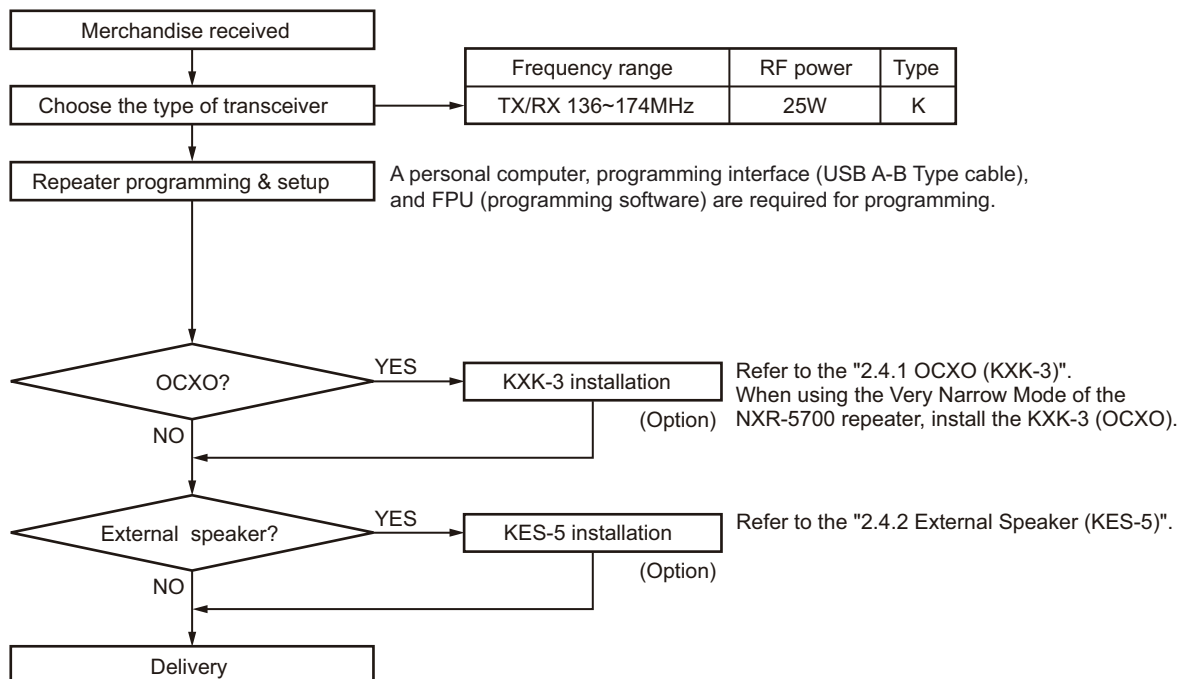 Merchandise received
Choose the type of transceiver
Frequency range RF power Type
TX/RX 136~174MHz 25W K
Repeater programming & setup
A personal computer, programming interface (USB A-B Type cable),
and FPU (programming software) are required for programming.
OCXO?
YES
KXK-3 installation
(Option)
Refer to the "2.4.1 OCXO (KXK-3)".
When using the Very Narrow Mode of the
NXR-5700 repeater, install the KXK-3 (OCXO).
NO
External speaker?
YES
KES-5 installation
(Option)
Refer to the "2.4.2 External Speaker (KES-5)".
NO
Delivery